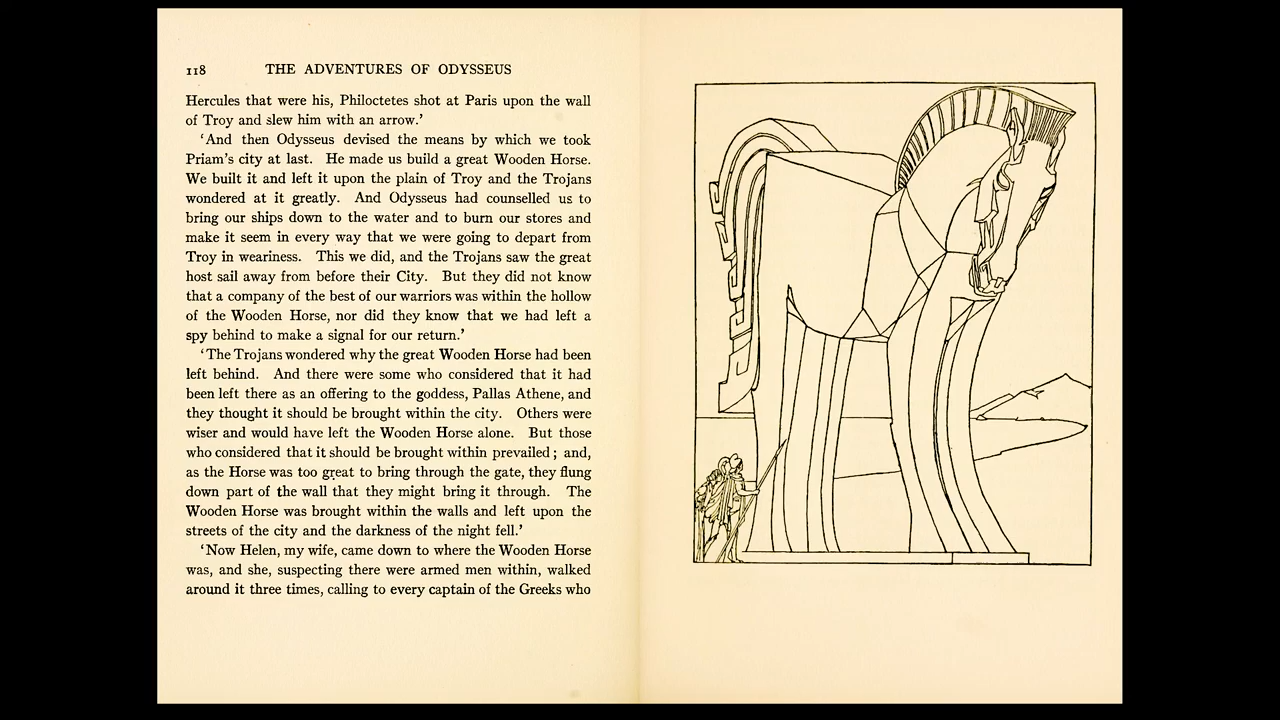 118 THE ADVENTURES OF ODYSSEUS
Hercules that were his, Philoctetes shot at Paris upon the wall
of Troy and slew him with an arrow.’
‘And then Odysseus devised the means by which we took
Priam’s city at last. He made us build a great Wooden Horse.
We built it and left it upon the plain of Troy and the Trojans
wondered at it greatly. And Odysseus had counselled us to
bring our ships down to the water and to burn our stores and
make it seem in every way that we were going to depart from
Troy in weariness. This we did, and the Trojans saw the great
host sail away from before their City. But they did not know
that a company of the best of our warriors was within the hollow
of the Wooden Horse, nor did they know that we had left a
spy behind to make a signal for our return.’
‘The Trojans wondered why the great Wooden Horse had been
left behind. And there were some who considered that it had
been left there as an offering to the goddess, Pallas Athene, and
they thought it should be brought within the city. Others were
wiser and would have left the Wooden Horse alone. But those
who considered that it should be brought within prevailed; and,
as the Horse was too great to bring through the gate, they flung
down part of the wall that they might bring it through. The
Wooden Horse was brought within the walls and left upon the
streets of the city and the darkness of the night fell.’
‘Now Helen, my wife, came down to where the Wooden Horse
was, and she, suspecting there were armed men within, walked
around it three times, calling to every captain of the Greeks who